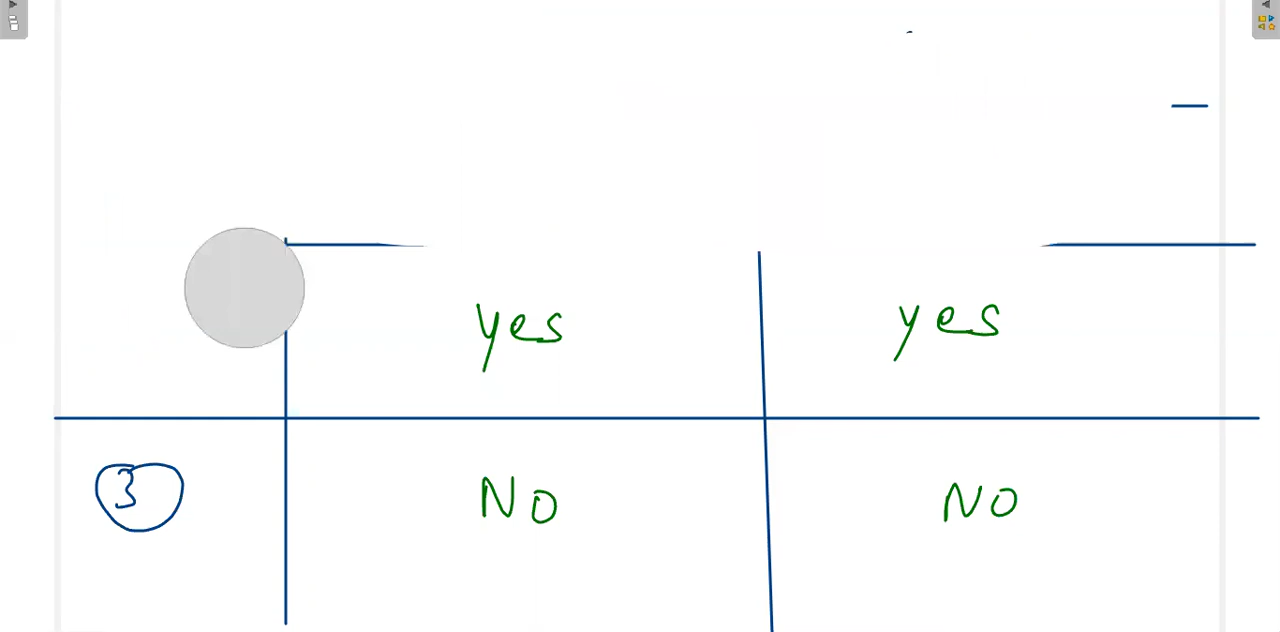 yes yes
3 No No